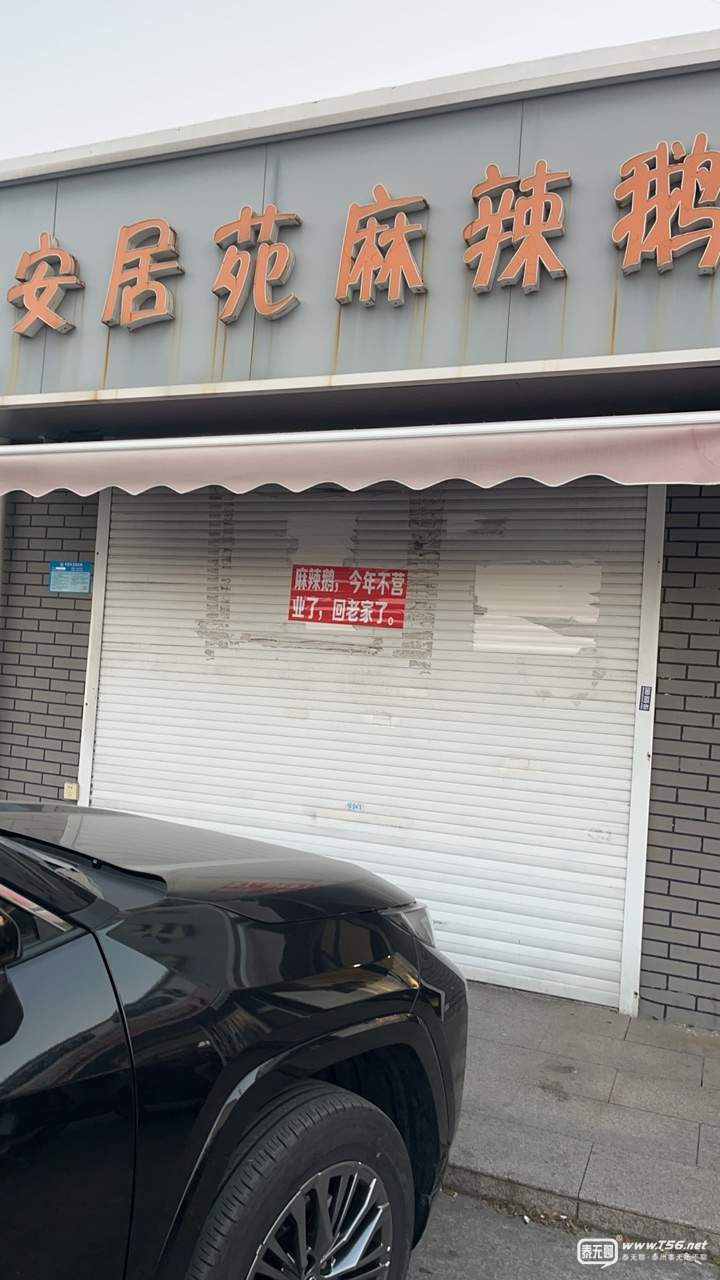 安居苑麻辣鹅
麻辣鹅，今年不营
业了，回老家了。
泰无聊
www.T56.net